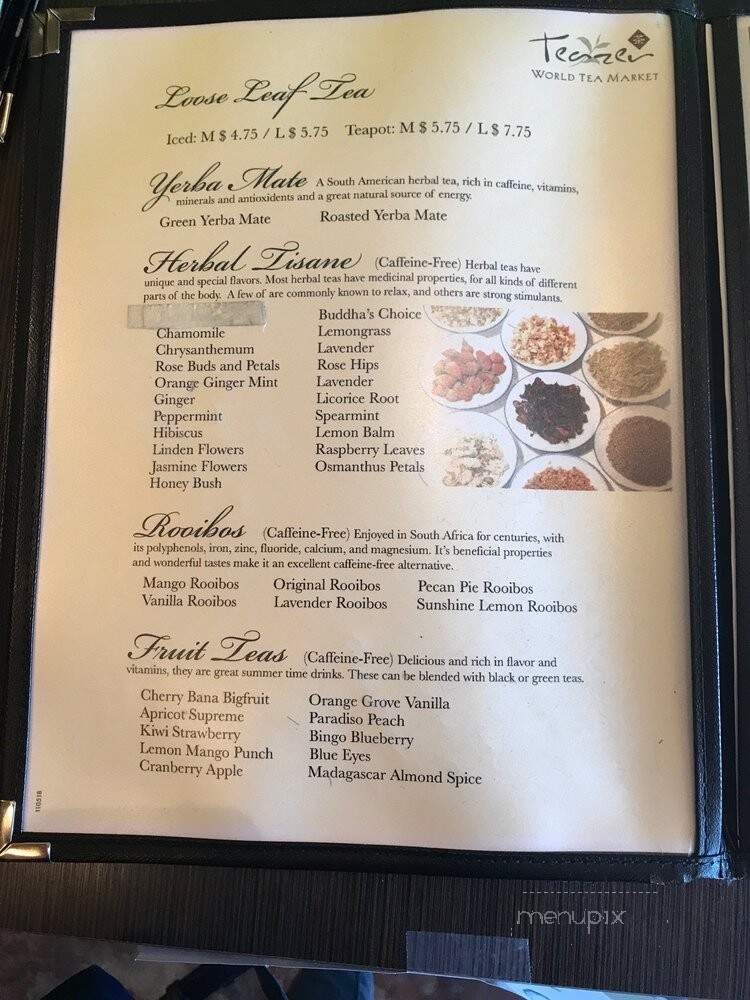 Teazer
WORLD TEA MARKET
Loose Leaf Tea
Iced: M $ 4.75 / L $ 5.75 Teapot: M $ 5.75 / L $ 7.75
Yerba Mate A South American herbal tea, rich in caffeine, vitamins,
minerals and antioxidents and a great natural source of energy.
Green Yerba Mate Roasted Yerba Mate
Herbal Tisane (Caffeine-Free) Herbal teas have
unique and special flavors. Most herbal teas have medicinal properties, for all kinds of different
parts of the body. A few of are commonly known to relax, and others are strong stimulants.
Chamomile
Chrysanthemum
Rose Buds and Petals
Orange Ginger Mint
Ginger
Peppermint
Hibiscus
Linden Flowers
Jasmine Flowers
Honey Bush
Buddha's Choice
Lemongrass
Lavender
Rose Hips
Lavender
Licorice Root
Spearmint
Lemon Balm
Raspberry Leaves
Osmanthus Petals
Rooibos (Caffeine-Free) Enjoyed in South Africa for centuries, with
its polyphenols, iron, zinc, fluoride, calcium, and magnesium. It's beneficial properties
and wonderful tastes make it an excellent caffeine-free alternative.
Mango Rooibos Original Rooibos Pecan Pie Rooibos
Vanilla Rooibos Lavender Rooibos Sunshine Lemon Rooibos
Fruit Teas (Caffeine-Free) Delicious and rich in flavor and
vitamins, they are great summer time drinks. These can be blended with black or green teas.
Cherry Bana Bigfruit
Apricot Supreme
Kiwi Strawberry
Lemon Mango Punch
Cranberry Apple
Orange Grove Vanilla
Paradiso Peach
Bingo Blueberry
Blue Eyes
Madagascar Almond Spice
110518
menupix